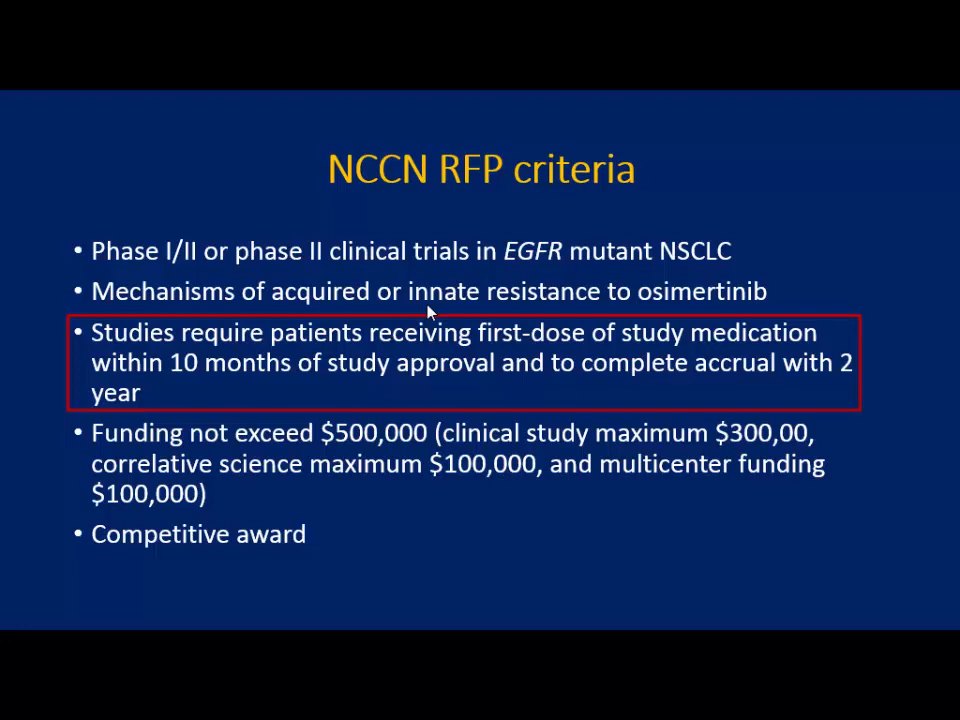 NCCN RFP criteria
• Phase I/II or phase II clinical trials in EGFR mutant NSCLC
• Mechanisms of acquired or innate resistance to osimertinib
• Studies require patients receiving first-dose of study medication
within 10 months of study approval and to complete accrual with 2
year
• Funding not exceed $500,000 (clinical study maximum $300,00,
correlative science maximum $100,000, and multicenter funding
$100,000)
• Competitive award